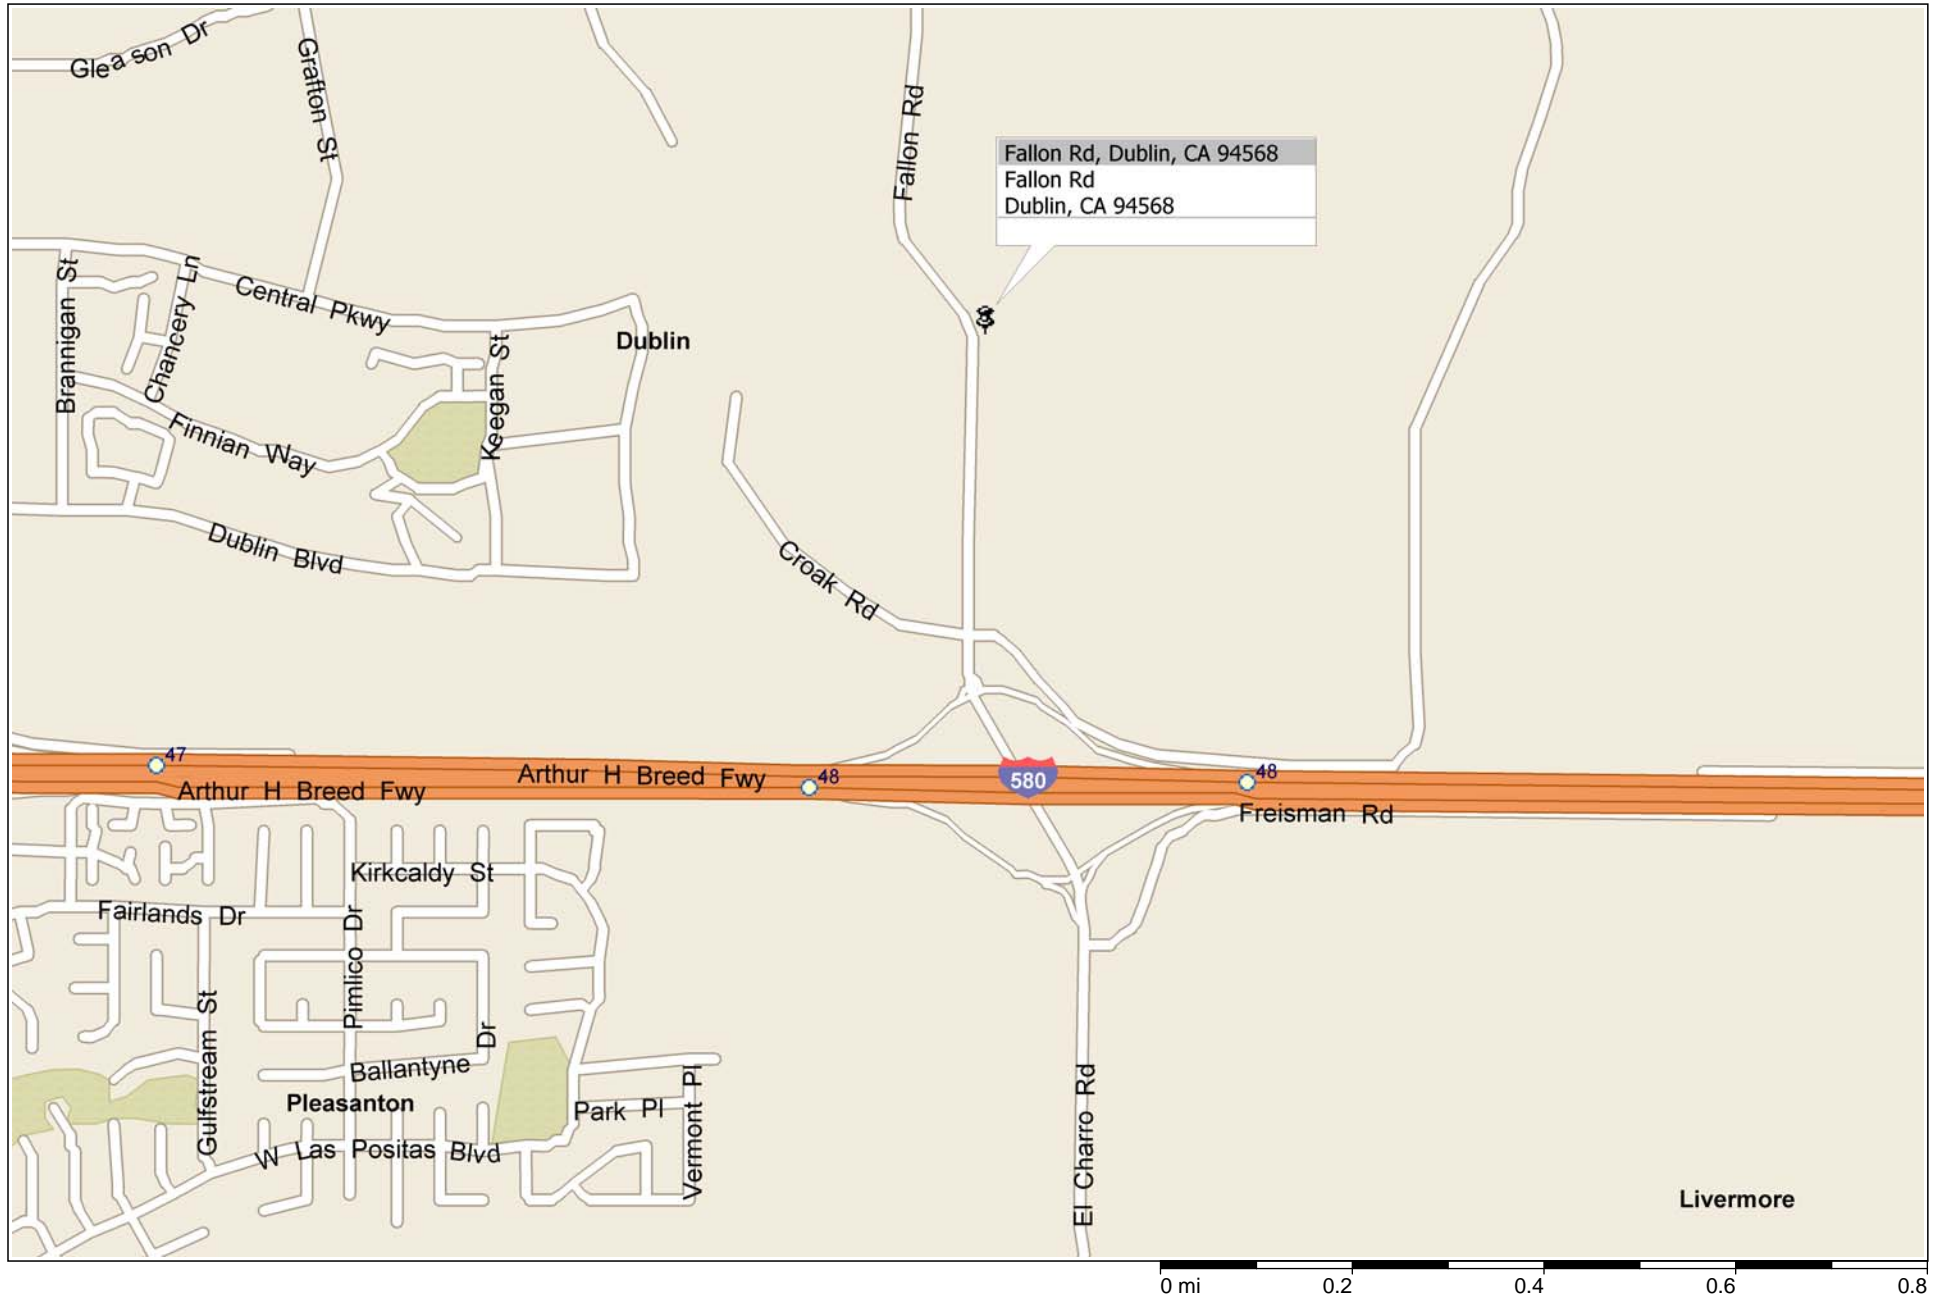 Gleason Dr
Grafton St
Fallon Rd
Fallon Rd, Dublin, CA 94568
Fallon Rd
Dublin, CA 94568
Brannigan St
Chancery Ln
Central Pkwy
Keegan St
Dublin
Finnian Way
Dublin Blvd
Croak Rd
47
Arthur H Breed Fwy
Arthur H Breed Fwy
48
580
48
Freisman Rd
Kirkcaldy St
Fairlands Dr
Pimlico Dr
Gulfstream St
Ballantyne Dr
Pleasanton
Park Pl
Vermont Pl
W Las Positas Blvd
El Charro Rd
Livermore
0 mi 0.2 0.4 0.6 0.8